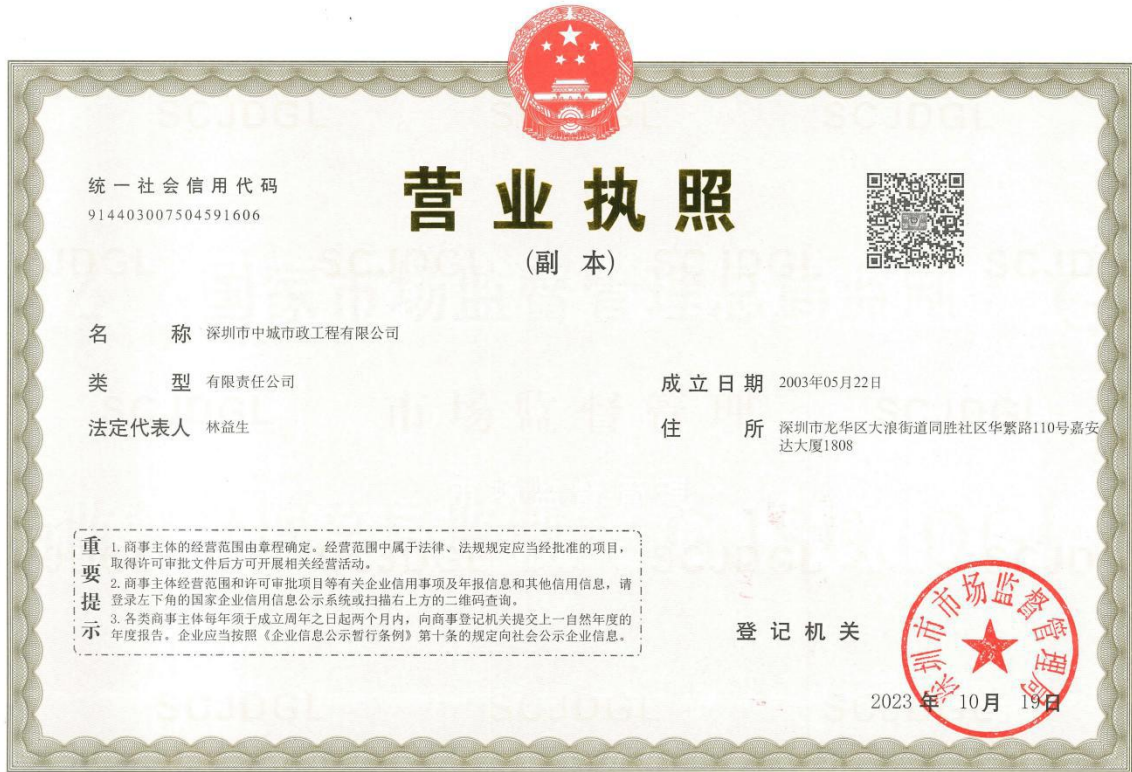 统一社会信用代码
914403007504591606
营业执照
(副 本)
名 称 深圳市中城市政工程有限公司
类 型 有限责任公司
成立日期 2003年05月22日
法定代表人 林益生
住 所 深圳市龙华区大浪街道同胜社区华繁路110号嘉安
达大厦1808
重要提示
1. 商事主体的经营范围由章程确定。经营范围中属于法律、法规规定应当经批准的项目，
取得许可审批文件后方可开展相关经营活动。
2. 商事主体经营范围和许可审批项目等有关企业信用事项及年报信息和其他信用信息，请
登录左下角的国家企业信用信息公示系统或扫描右上方的二维码查询。
3. 各类商事主体每年须于成立周年之日起两个月内，向商事登记机关提交上一自然年度的
年度报告。企业应当按照《企业信息公示暂行条例》第十条的规定向社会公示企业信息。
登记机关
深圳市市场监督管理局
2023 年 10月 19日